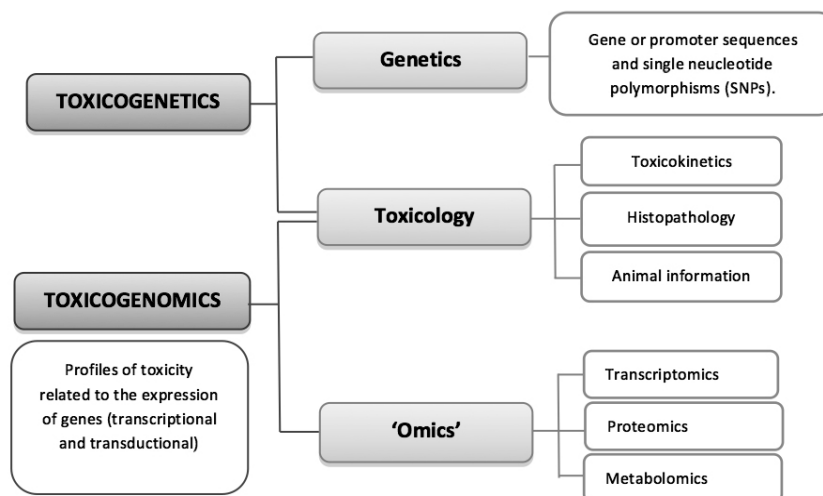 Genetics
Gene or promoter sequences
and single neucleotide
polymorphisms (SNPs).
TOXICOGENETICS
Toxicokinetics
Toxicology
Histopathology
Animal information
TOXICOGENOMICS
Profiles of toxicity
related to the expression
of genes (transcriptional
and transductional)
Transcriptomics
‘Omics’
Proteomics
Metabolomics